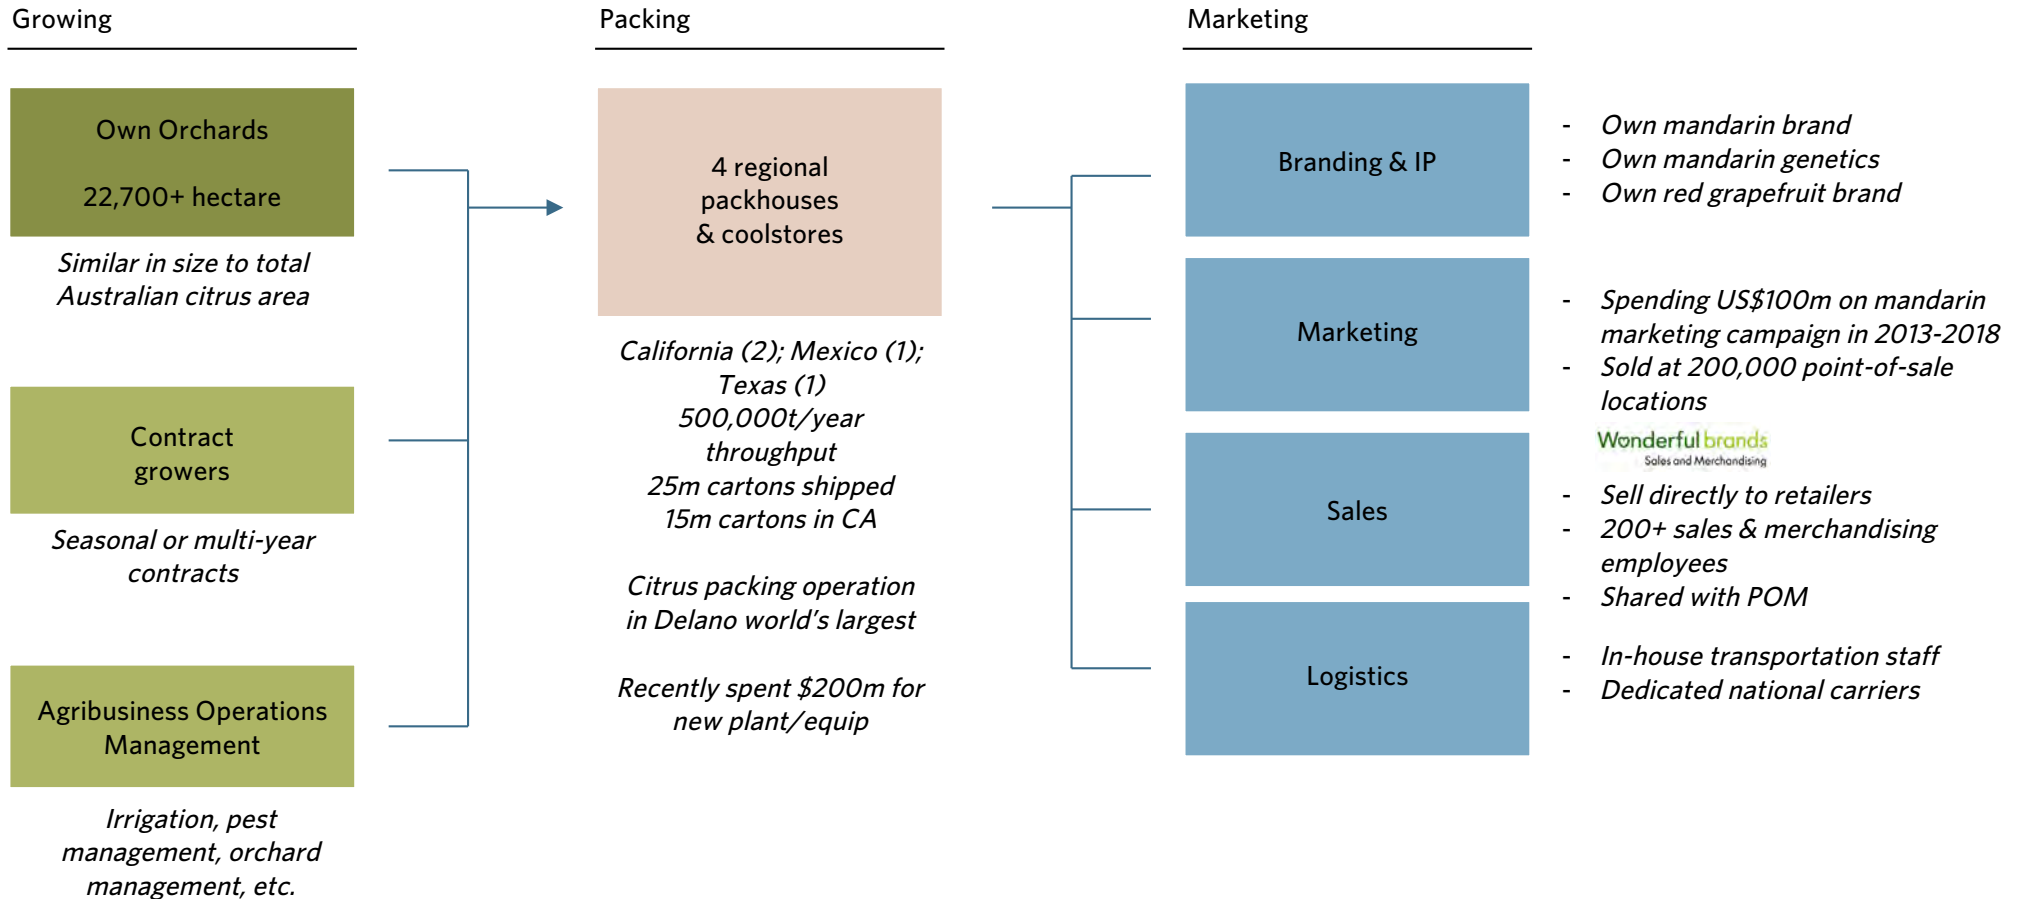 Growing
Own Orchards
22,700+ hectare
Similar in size to total
Australian citrus area
Contract
growers
Seasonal or multi-year
contracts
Agribusiness Operations
Management
Irrigation, pest
management, orchard
management, etc.
Packing
4 regional
packhouses
& coolstores
California (2); Mexico (1);
Texas (1)
500,000t/year
throughput
25m cartons shipped
15m cartons in CA
Citrus packing operation
in Delano world's largest
Recently spent $200m for
new plant/equip
Marketing
Branding & IP
- Own mandarin brand
- Own mandarin genetics
- Own red grapefruit brand
Marketing
- Spending US$100m on mandarin
marketing campaign in 2013-2018
- Sold at 200,000 point-of-sale
locations
Wonderful brands
Sales and Merchandising
Sales
- Sell directly to retailers
- 200+ sales & merchandising
employees
- Shared with POM
Logistics
- In-house transportation staff
- Dedicated national carriers